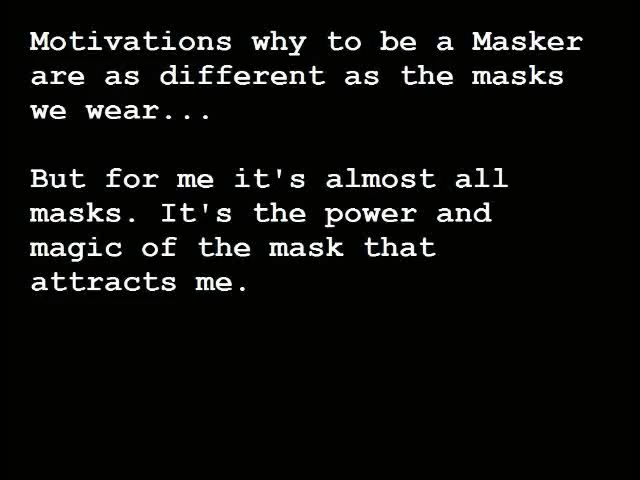 Motivations why to be a Masker
are as different as the masks
we wear...
But for me it's almost all
masks. It's the power and
magic of the mask that
attracts me.